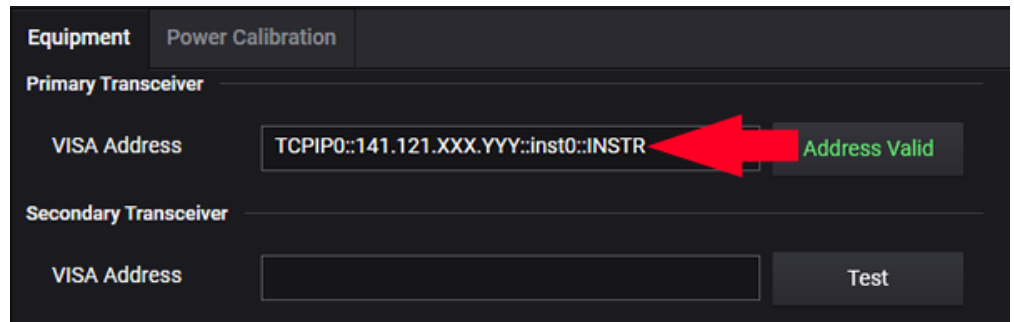 Equipment Power Calibration
Primary Transceiver
VISA Address TCPIP0::141.121.XXX.YYY::inst0::INSTR Address Valid
Secondary Transceiver
VISA Address Test